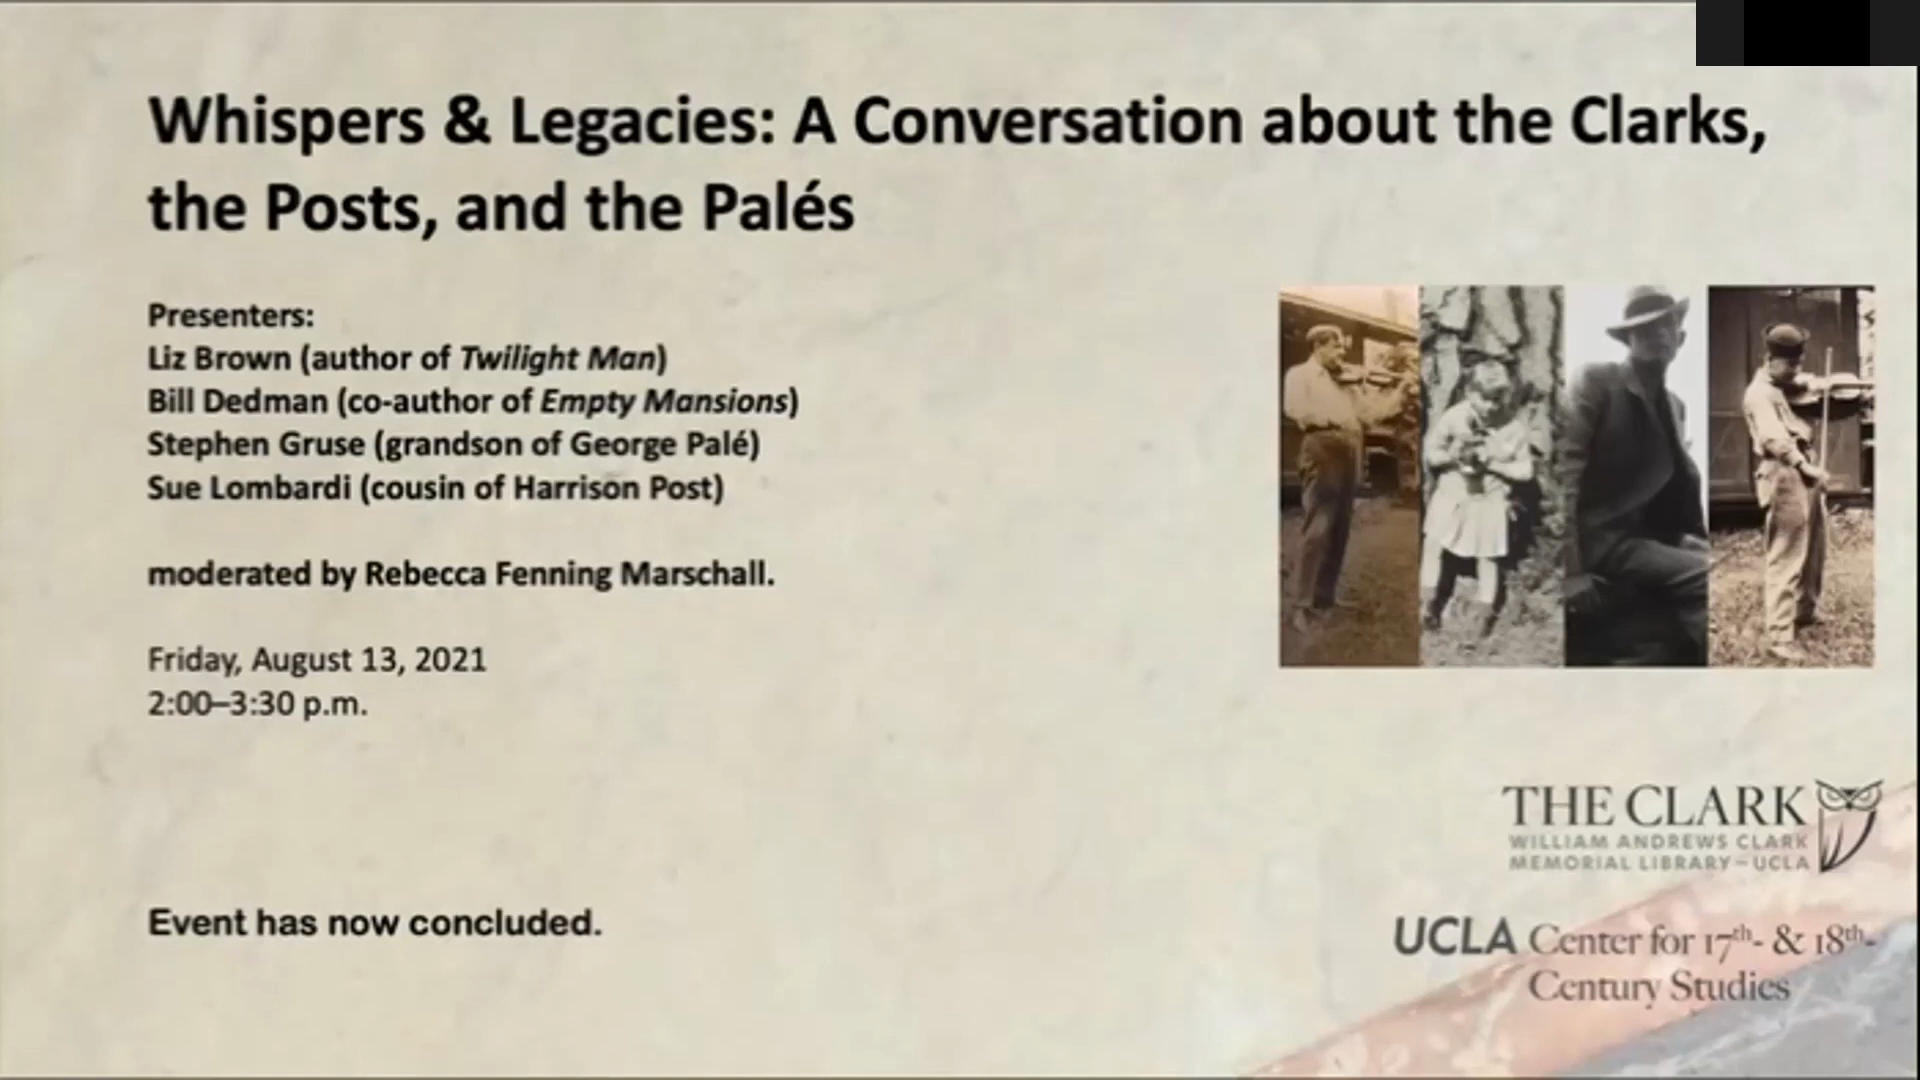 Whispers & Legacies: A Conversation about the Clarks,
the Posts, and the Palés
Presenters:
Liz Brown (author of Twilight Man)
Bill Dedman (co-author of Empty Mansions)
Stephen Gruse (grandson of George Palé)
Sue Lombardi (cousin of Harrison Post)
moderated by Rebecca Fenning Marschall.
Friday, August 13, 2021
2:00–3:30 p.m.
Event has now concluded.
THE CLARK
WILLIAM ANDREWS CLARK
MEMORIAL LIBRARY–UCLA
UCLA Center for 17th- & 18th-
Century Studies